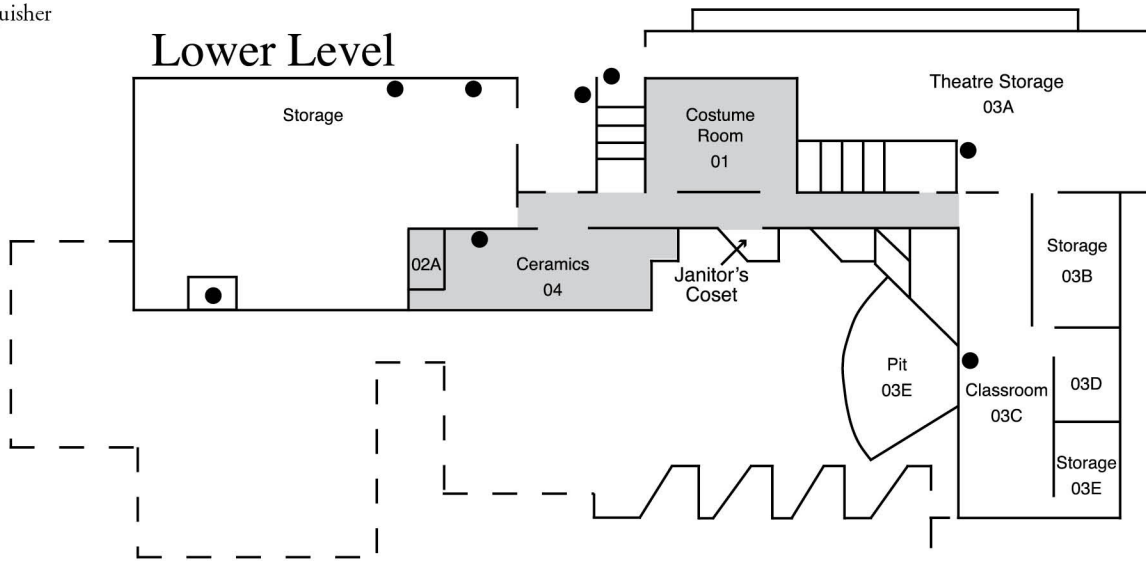 uisher
Lower Level
Storage
Costume
Room
01
Theatre Storage
03A
02A
Ceramics
04
Janitor's
Coset
Storage
03B
Pit
03E
Classroom
03C
03D
Storage
03E